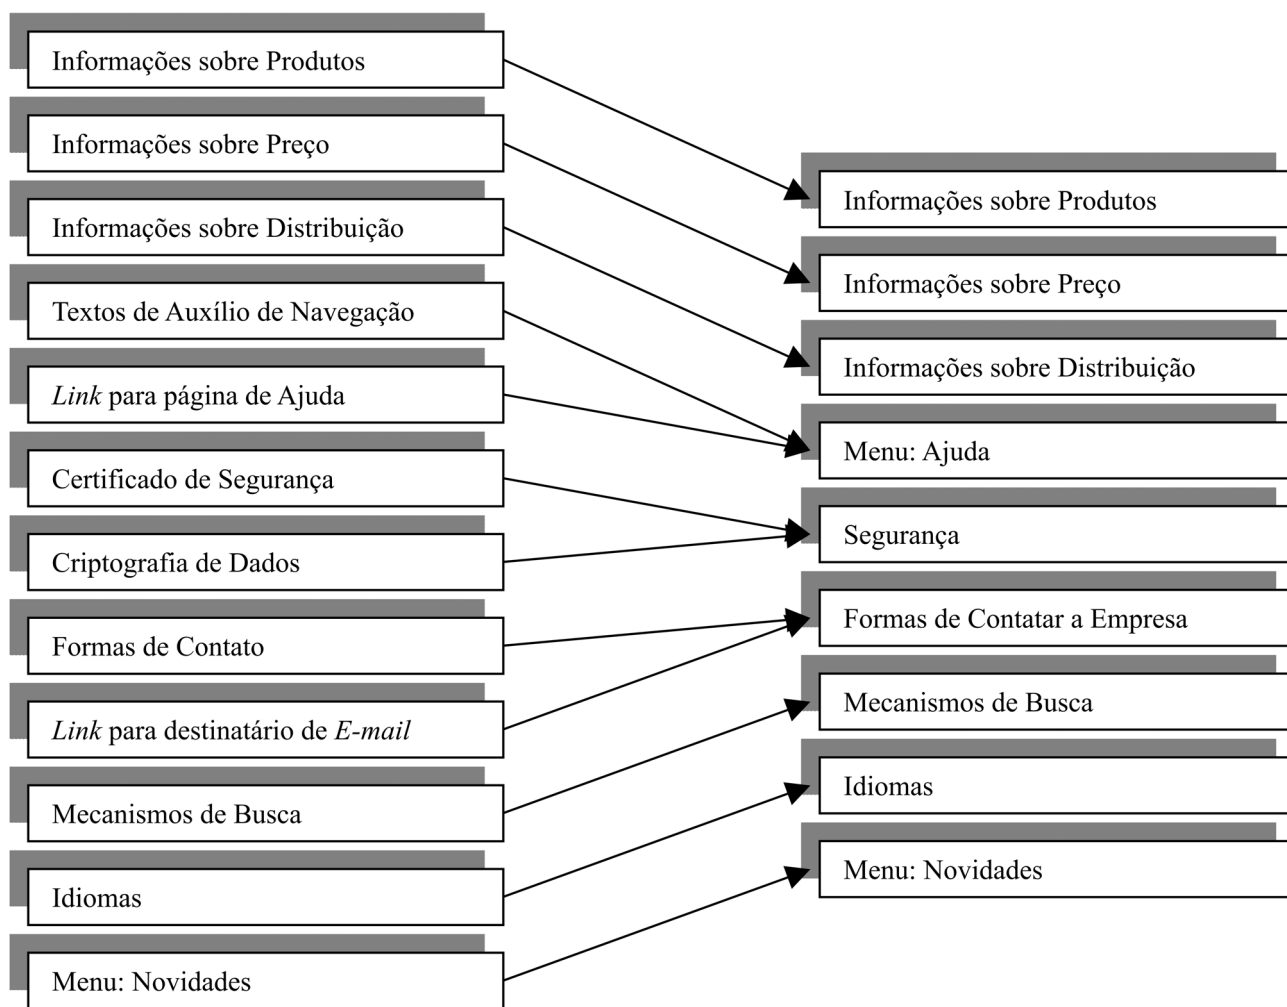 Informações sobre Produtos
Informações sobre Preço
Informações sobre Distribuição
Textos de Auxílio de Navegação
Link para página de Ajuda
Certificado de Segurança
Criptografia de Dados
Formas de Contato
Link para destinatário de E-mail
Mecanismos de Busca
Idiomas
Menu: Novidades
Informações sobre Produtos
Informações sobre Preço
Informações sobre Distribuição
Menu: Ajuda
Segurança
Formas de Contatar a Empresa
Mecanismos de Busca
Idiomas
Menu: Novidades